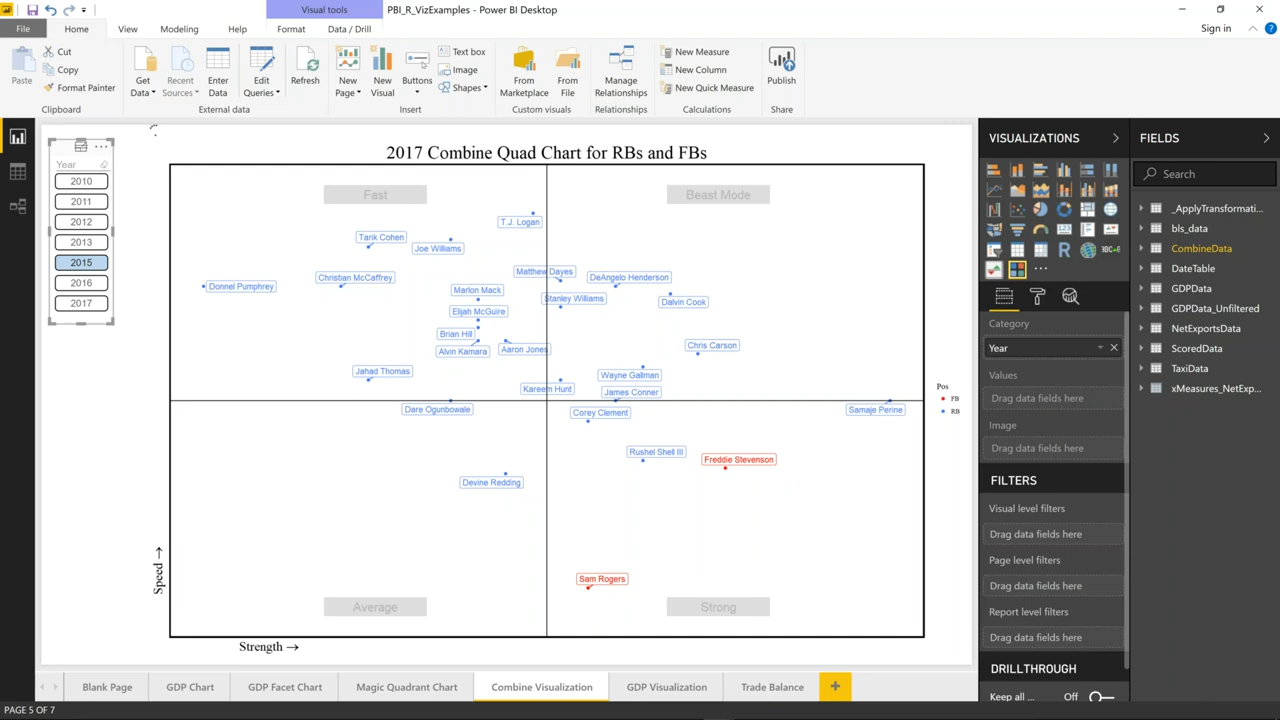 Visual tools
PBI_R_VizExamples - Power BI Desktop
File
Home
View
Modeling
Help
Format
Data / Drill
Sign in
Paste
Cut
Copy
Format Painter
Clipboard
Get Data
Recent Sources
Enter Data
Edit Queries
Refresh
External data
New Page
New Visual
Buttons
Text box
Image
Shapes
Insert
From Marketplace
From File
Custom visuals
Manage Relationships
Relationships
New Measure
New Column
New Quick Measure
Calculations
Publish
Share
Year
2010
2011
2012
2013
2015
2016
2017
2017 Combine Quad Chart for RBs and FBs
Fast
Beast Mode
T.J. Logan
Tarik Cohen
Joe Williams
Matthew Dayes
DeAngelo Henderson
Christian McCaffrey
Donnel Pumphrey
Marlon Mack
Stanley Williams
Dalvin Cook
Elijah McGuire
Brian Hill
Alvin Kamara
Aaron Jones
Chris Carson
Jahad Thomas
Wayne Gallman
Kareem Hunt
James Conner
Dare Ogunbowale
Corey Clement
Samaje Perine
Rushel Shell III
Freddie Stevenson
Devine Redding
Sam Rogers
Average
Strong
Speed →
Strength →
Pos
FB
RB
VISUALIZATIONS
R
Category
Year
Values
Drag data fields here
Image
Drag data fields here
FILTERS
Visual level filters
Drag data fields here
Page level filters
Drag data fields here
Report level filters
Drag data fields here
DRILLTHROUGH
Keep all ...
Off
FIELDS
Search
_ApplyTransformati...
bls_data
CombineData
DateTable
GDPData
GDPData_Unfiltered
NetExportsData
ScoredData
TaxiData
xMeasures_NetExp...
Blank Page
GDP Chart
GDP Facet Chart
Magic Quadrant Chart
Combine Visualization
GDP Visualization
Trade Balance
+
PAGE 5 OF 7